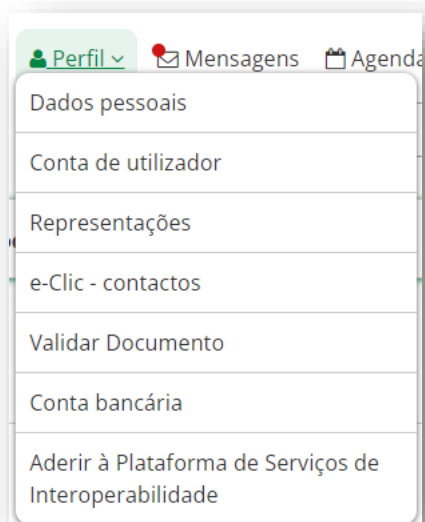 Perfil Mensagens Agenda
Dados pessoais
Conta de utilizador
Representações
e-Clic - contactos
Validar Documento
Conta bancária
Aderir à Plataforma de Serviços de
Interoperabilidade